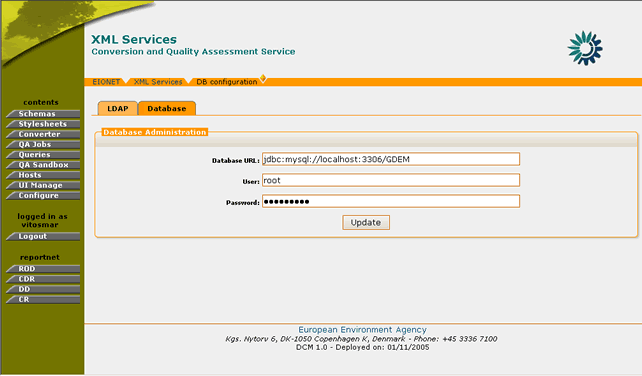 XML Services
Conversion and Quality Assessment Service
EIONET XML Services DB configuration
contents
Schemas
Stylesheets
Converter
QA Jobs
Queries
QA Sandbox
Hosts
UI Manage
Configure
logged in as
vitosmar
Logout
reportnet
ROD
CDR
DD
CR
LDAP Database
Database Administration
Database URL: jdbc:mysql://localhost:3306/GDEM
User: root
Password: ●●●●●●●●●
Update
European Environment Agency
Kgs. Nytorv 6, DK-1050 Copenhagen K, Denmark - Phone: +45 3336 7100
DCM 1.0 - Deployed on: 01/11/2005